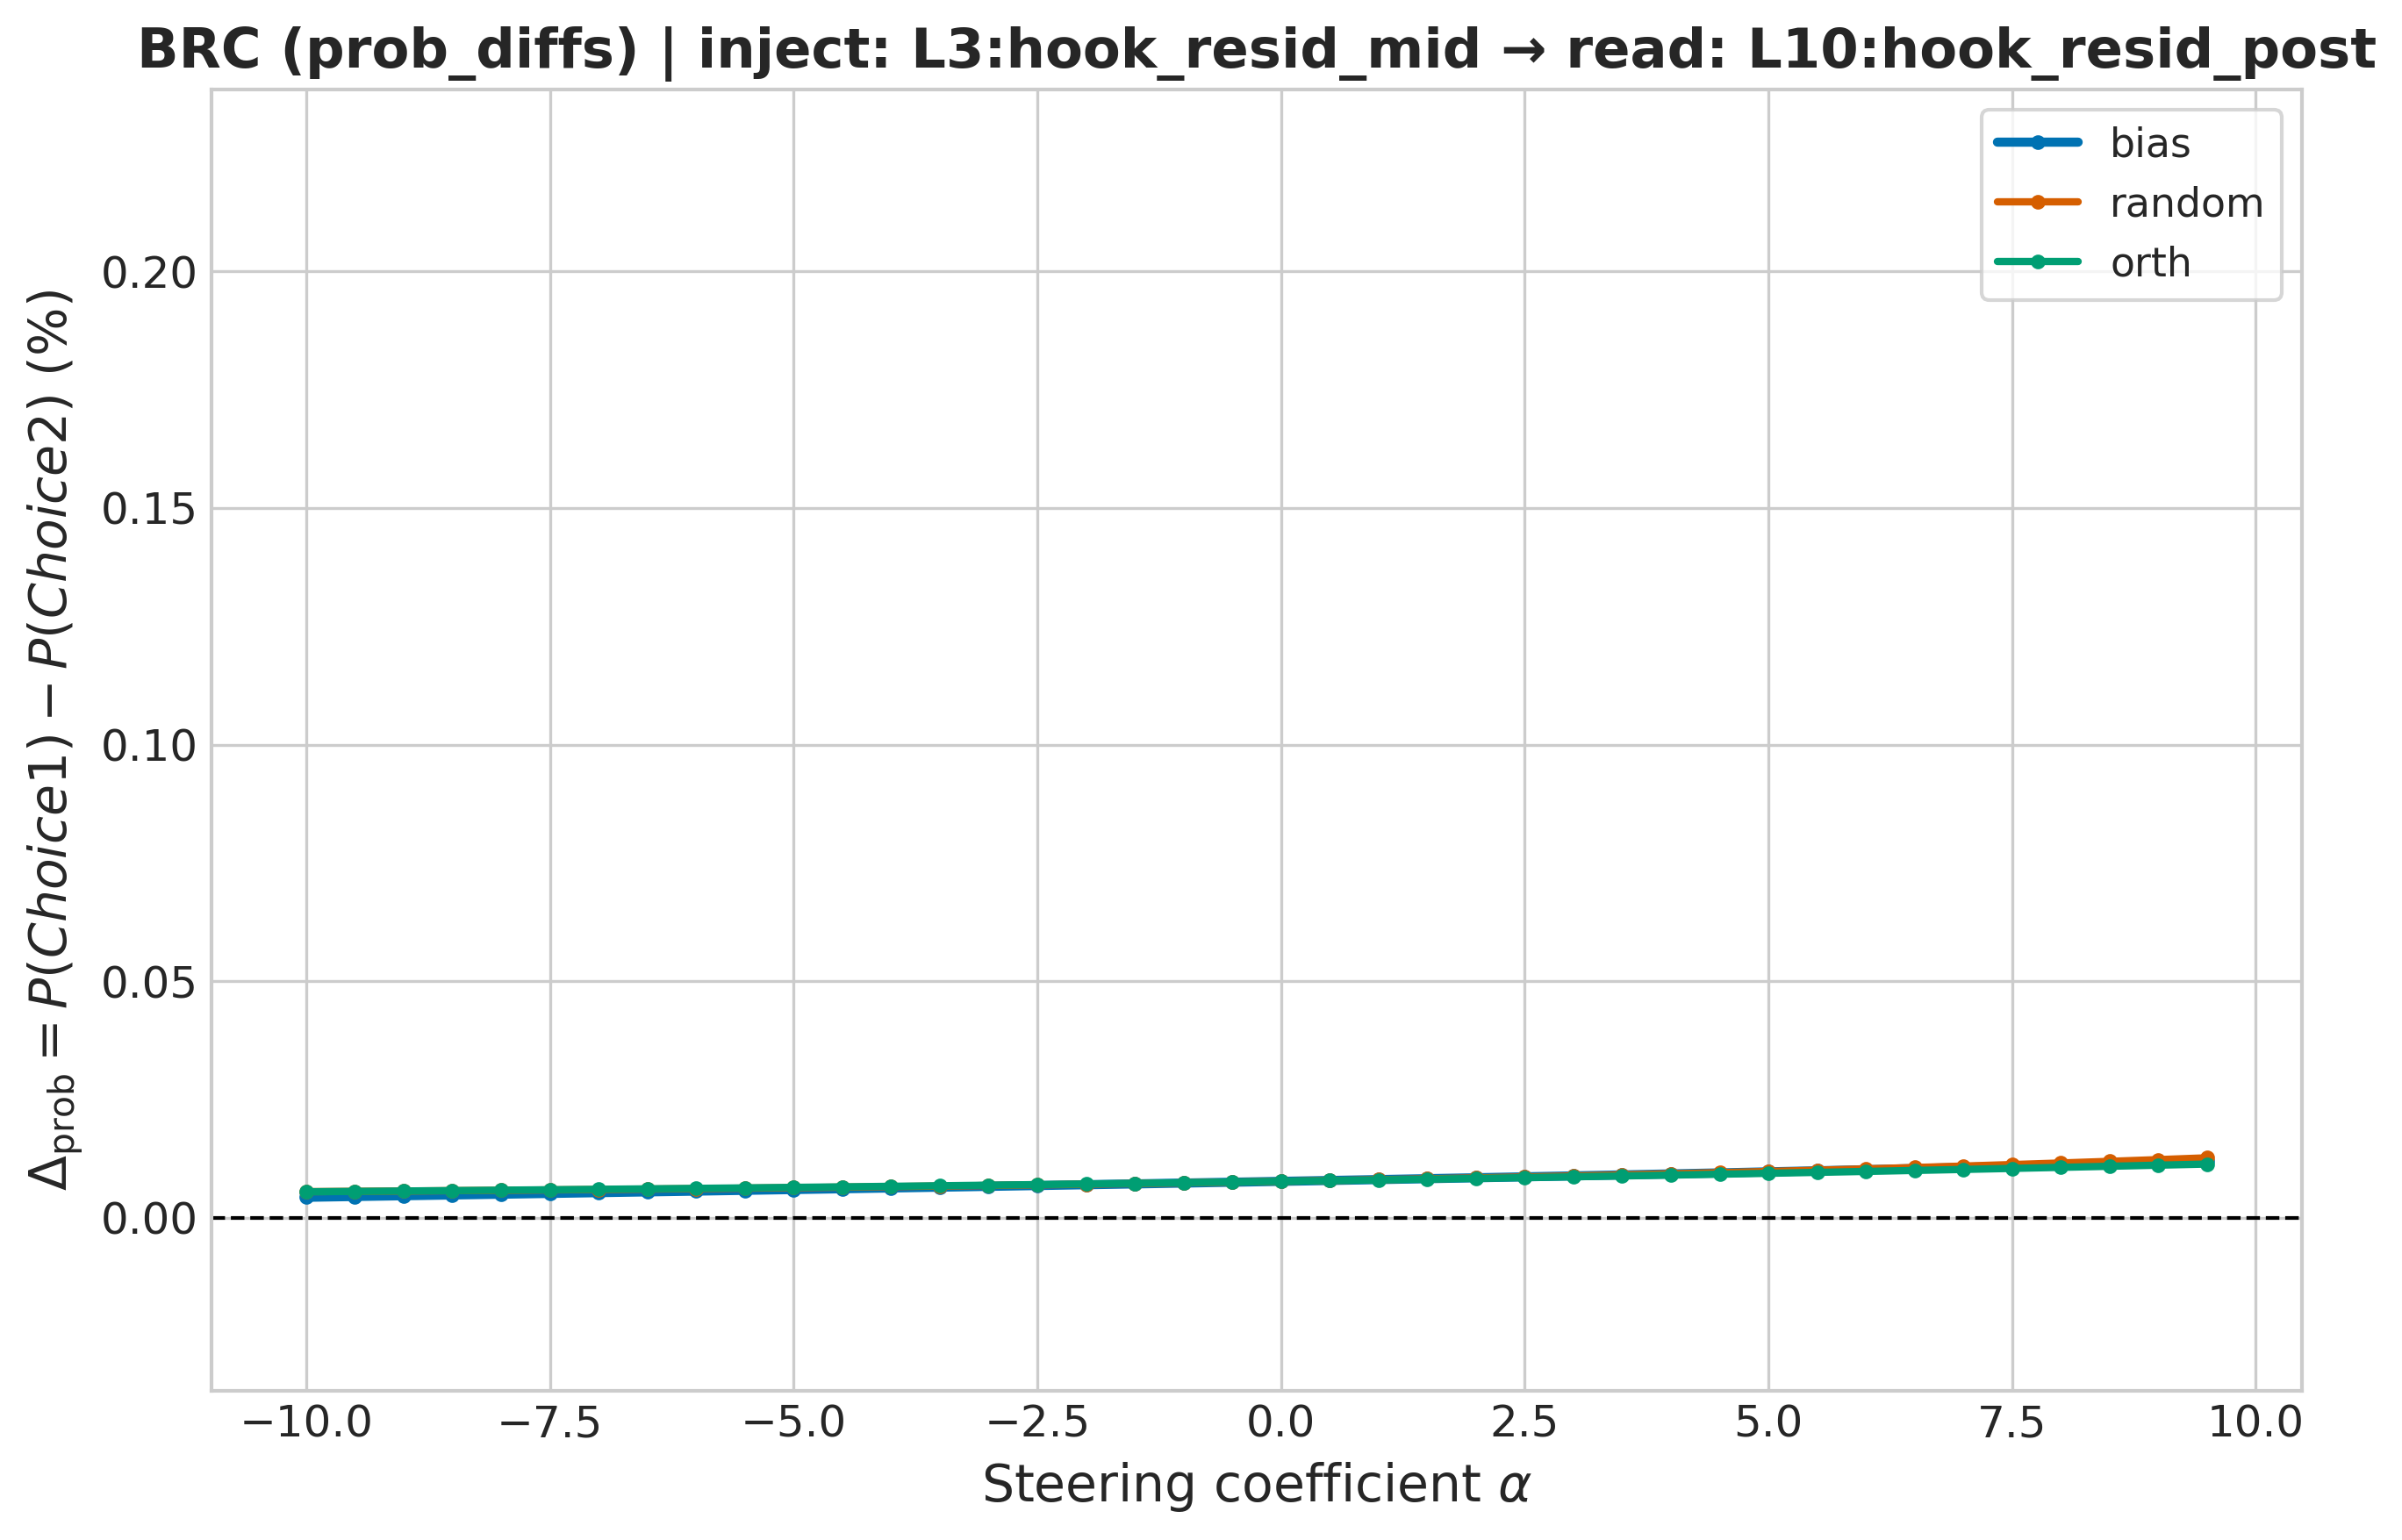 BRC (prob_diffs) | inject: L3:hook_resid_mid → read: L10:hook_resid_post
bias
random
orth
Δprob = P(Choice1) − P(Choice2) (%)
0.20
0.15
0.10
0.05
0.00
−10.0 −7.5 −5.0 −2.5 0.0 2.5 5.0 7.5 10.0
Steering coefficient α